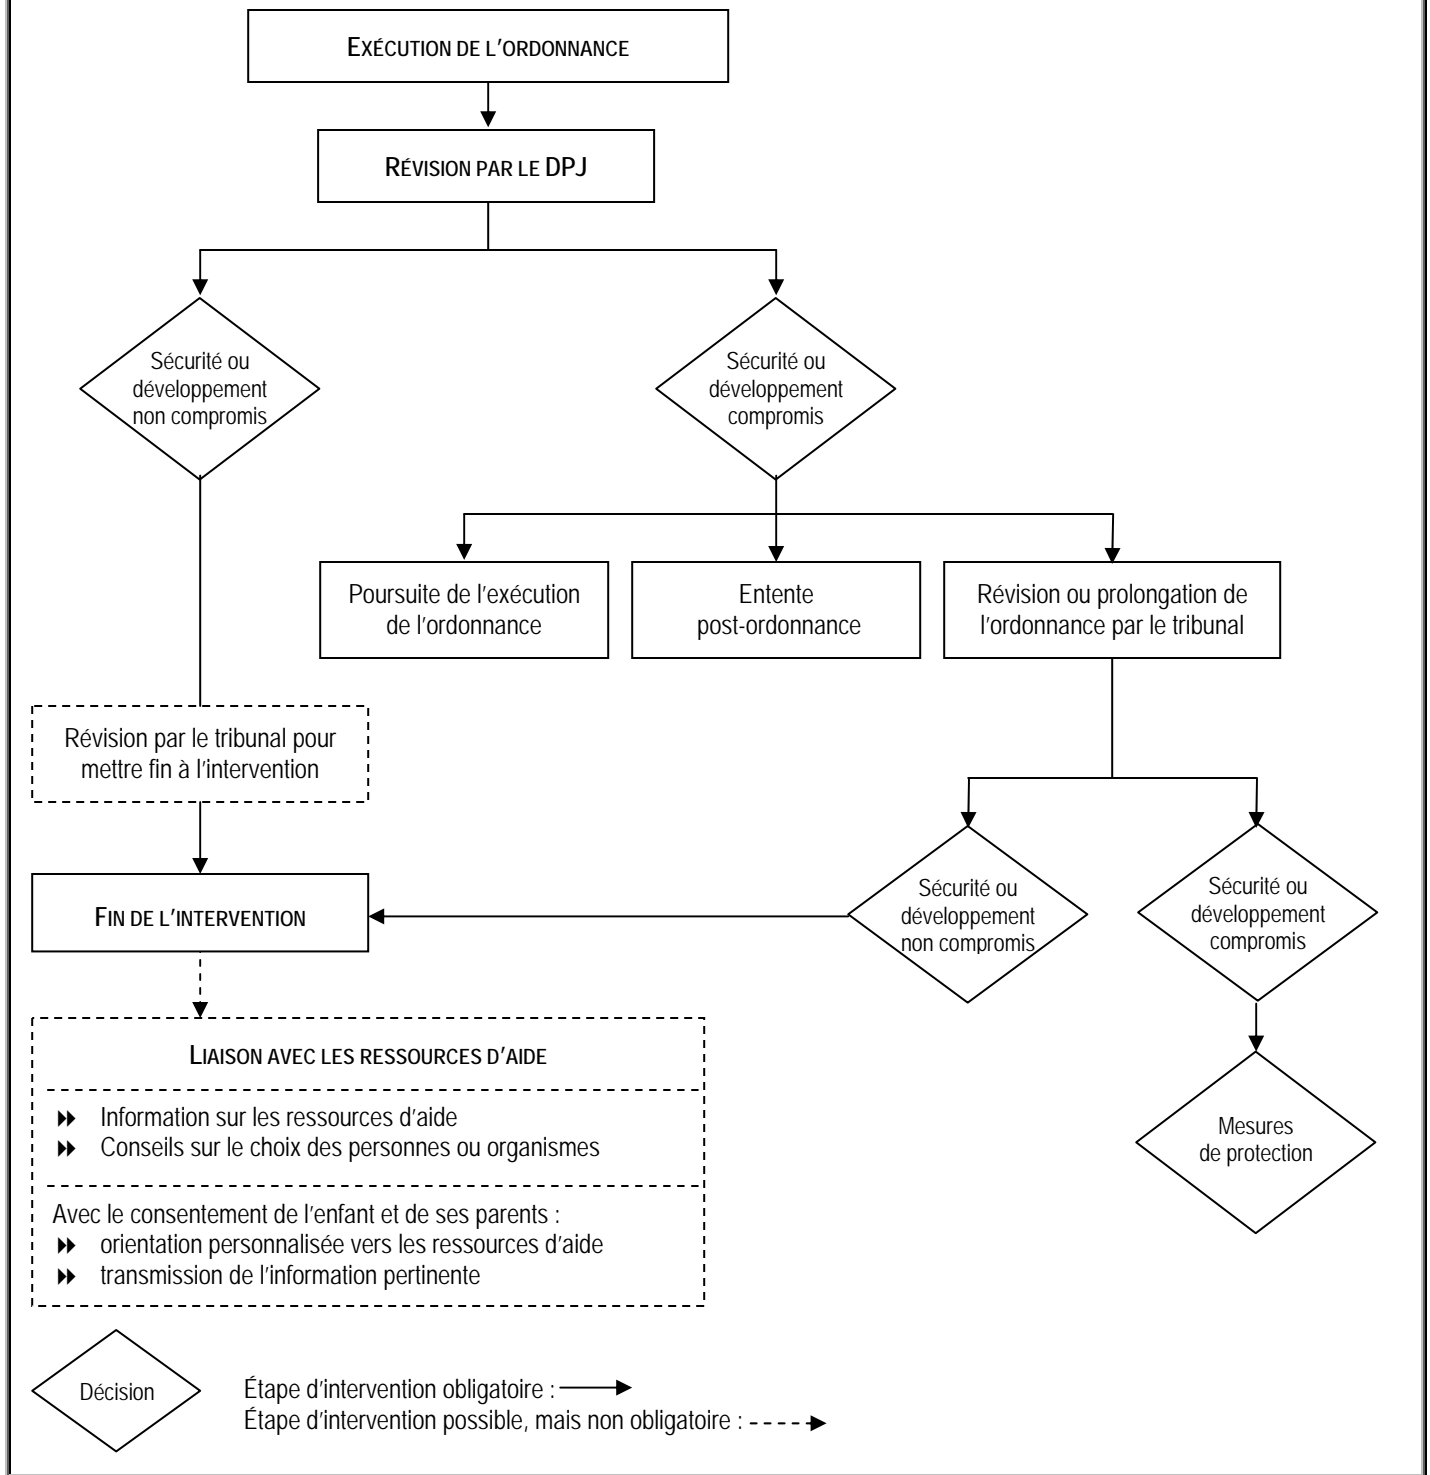 EXÉCUTION DE L'ORDONNANCE
RÉVISION PAR LE DPJ
Sécurité ou
développement
non compromis
Sécurité ou
développement
compromis
Poursuite de l'exécution
de l'ordonnance
Entente
post-ordonnance
Révision ou prolongation de
l'ordonnance par le tribunal
Révision par le tribunal pour
mettre fin à l'intervention
Sécurité ou
développement
non compromis
Sécurité ou
développement
compromis
FIN DE L'INTERVENTION
LIAISON AVEC LES RESSOURCES D'AIDE
Information sur les ressources d'aide
Conseils sur le choix des personnes ou organismes
Avec le consentement de l'enfant et de ses parents :
orientation personnalisée vers les ressources d'aide
transmission de l'information pertinente
Mesures
de protection
Décision
Étape d'intervention obligatoire :
Étape d'intervention possible, mais non obligatoire :